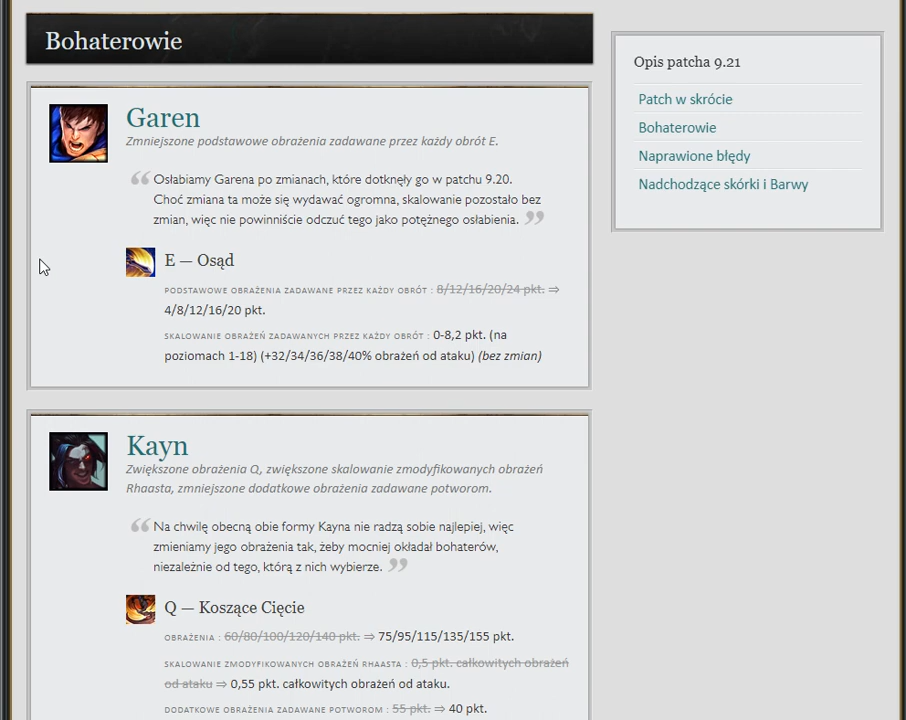 Bohaterowie
Garen
Zmniejszone podstawowe obrażenia zadawane przez każdy obrót E.
“ Osłabiamy Garena po zmianach, które dotknęły go w patchu 9.20.
Choć zmiana ta może się wydawać ogromna, skalowanie pozostało bez
zmian, więc nie powinniście odczuć tego jako potężnego osłabienia. ”
E — Osąd
PODSTAWOWE OBRAŻENIA ZADAWANE PRZEZ KAŻDY OBRÓT : 8/12/16/20/24 pkt. ⇒
4/8/12/16/20 pkt.
SKALOWANIE OBRAŻEŃ ZADAWANYCH PRZEZ KAŻDY OBRÓT : 0-8,2 pkt. (na
poziomach 1-18) (+32/34/36/38/40% obrażeń od ataku) (bez zmian)
Kayn
Zwiększone obrażenia Q, zwiększone skalowanie zmodyfikowanych obrażeń
Rhaasta, zmniejszone dodatkowe obrażenia zadawane potworom.
“ Na chwilę obecną obie formy Kayna nie radzą sobie najlepiej, więc
zmieniamy jego obrażenia tak, żeby mocniej okładał bohaterów,
niezależnie od tego, którą z nich wybierze. ”
Q — Koszące Cięcie
OBRAŻENIA : 60/80/100/120/140 pkt. ⇒ 75/95/115/135/155 pkt.
SKALOWANIE ZMODYFIKOWANYCH OBRAŻEŃ RHAASTA : 0,5 pkt. całkowitych obrażeń
od ataku ⇒ 0,55 pkt. całkowitych obrażeń od ataku.
DODATKOWE OBRAŻENIA ZADAWANE POTWOROM : 55 pkt. ⇒ 40 pkt.
Opis patcha 9.21
Patch w skrócie
Bohaterowie
Naprawione błędy
Nadchodzące skórki i Barwy